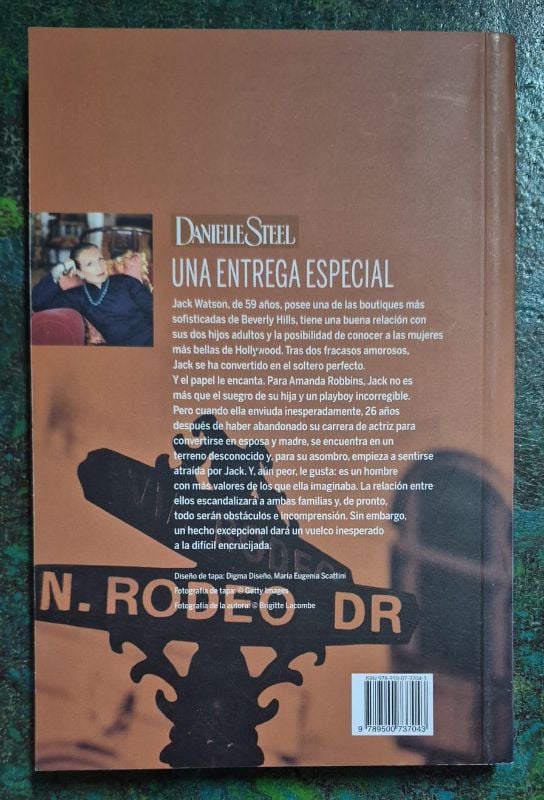 DANIELLE STEEL
UNA ENTREGA ESPECIAL
Jack Watson, de 59 años, posee una de las boutiques más
sofisticadas de Beverly Hills, tiene una buena relación con
sus dos hijos adultos y la posibilidad de conocer a las mujeres
más bellas de Hollywood. Tras dos fracasos amorosos,
Jack se ha convertido en el soltero perfecto.
Y el papel le encanta. Para Amanda Robbins, Jack no es
más que el suegro de su hija y un playboy incorregible.
Pero cuando ella enviuda inesperadamente, 26 años
después de haber abandonado su carrera de actriz para
convertirse en esposa y madre, se encuentra en un
terreno desconocido y, para su asombro, empieza a sentirse
atraída por Jack. Y, aún peor, le gusta: es un hombre
con más valores de los que ella imaginaba. La relación entre
ellos escandalizará a ambas familias y, de pronto,
todo serán obstáculos e incomprensión. Sin embargo,
un hecho excepcional dará un vuelco inesperado
a la difícil encrucijada.
Diseño de tapa: Digma Diseño, María Eugenia Scattini
Fotografía de tapa: © Getty Images
Fotografía de la autora: © Brigitte Lacombe
N. RODEO DR
ISBN 978-950-07-3704-3
9 789500 737043